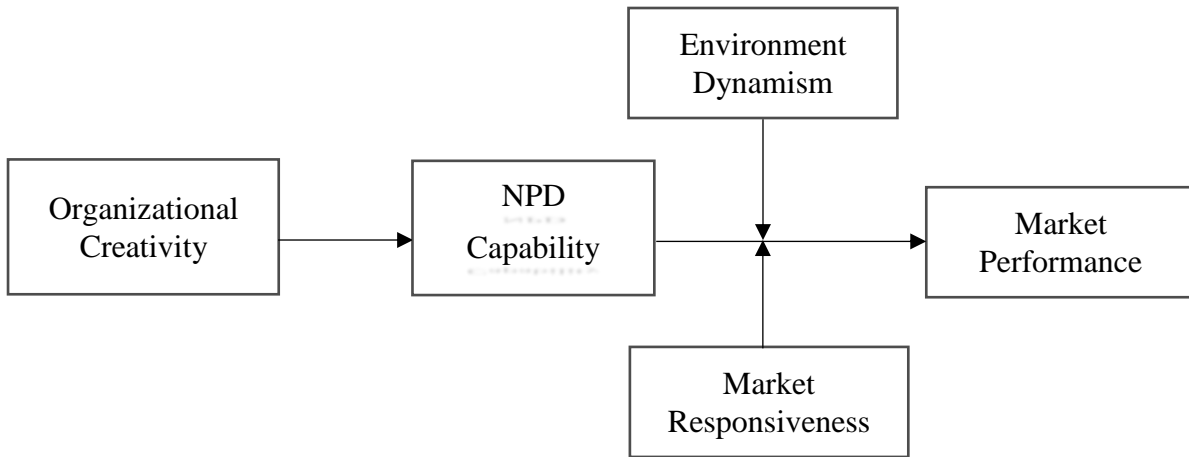 Environment
Dynamism
Organizational
Creativity
NPD
Capability
Market
Performance
Market
Responsiveness